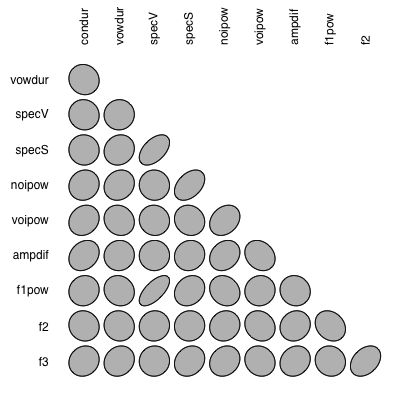 condur vowdur specV specS noipow voipow ampdif f1pow f2
vowdur
specV
specS
noipow
voipow
ampdif
f1pow
f2
f3